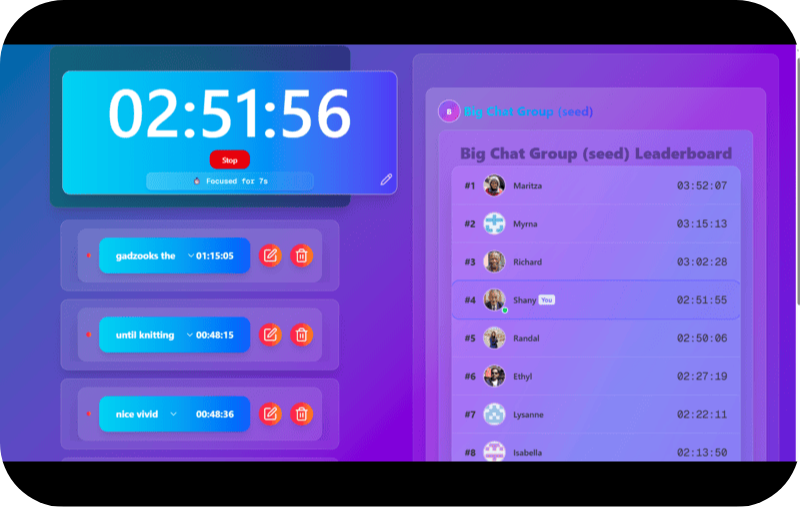 02:51:56
Stop
Focused for 7s
gadzooks the 01:15:05
until knitting 00:48:15
nice vivid 00:48:36
B Big Chat Group (seed)
Big Chat Group (seed) Leaderboard
#1 Maritza 03:52:07
#2 Myrna 03:15:13
#3 Richard 03:02:28
#4 Shany You 02:51:55
#5 Randal 02:50:06
#6 Ethyl 02:27:19
#7 Lysanne 02:22:11
#8 Isabella 02:13:50